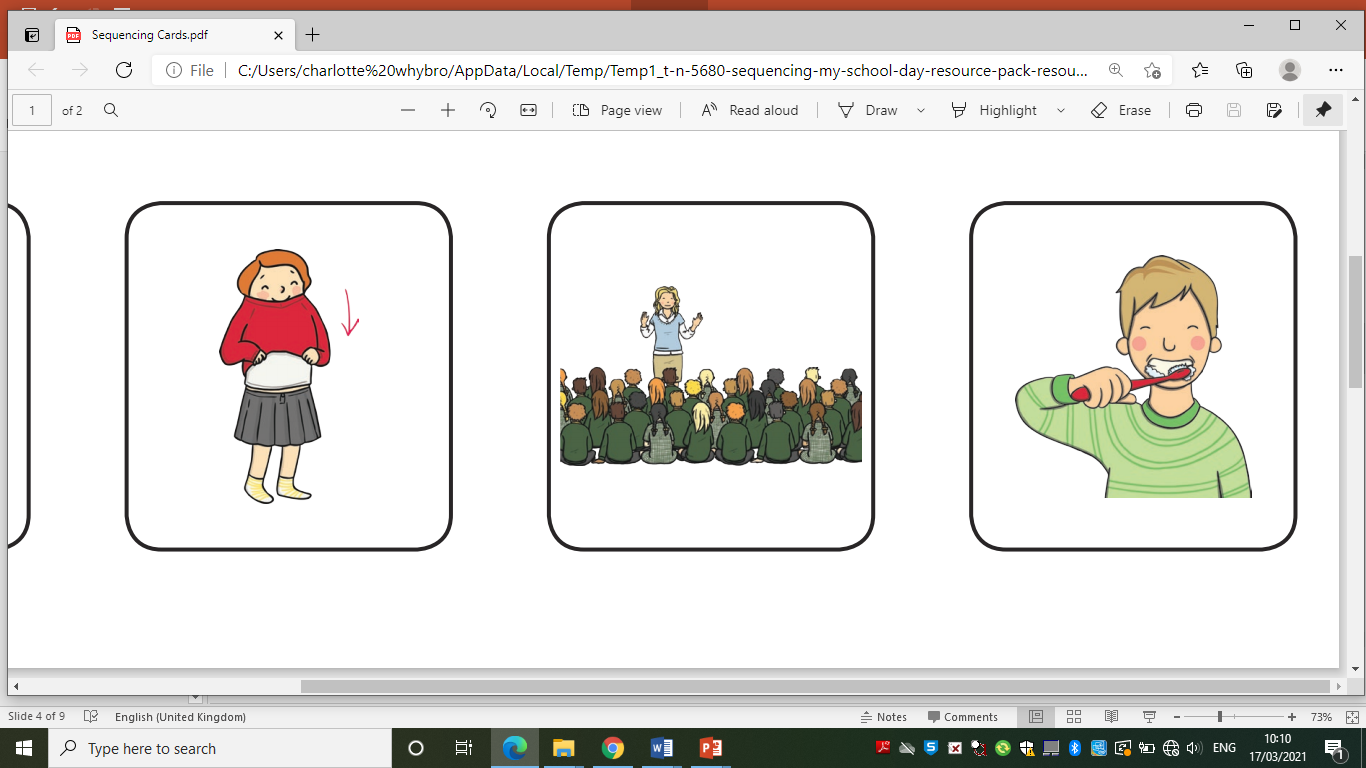 Sequencing Cards.pdf
File
C:/Users/charlotte%20whybro/AppData/Local/Temp/Temp1_t-n-5680-sequencing-my-school-day-resource-pack-resou...
1 of 2
Page view
Read aloud
Draw
Highlight
Erase
Slide 4 of 9
English (United Kingdom)
Notes
Comments
73%
Type here to search
ENG
10:10
17/03/2021
1